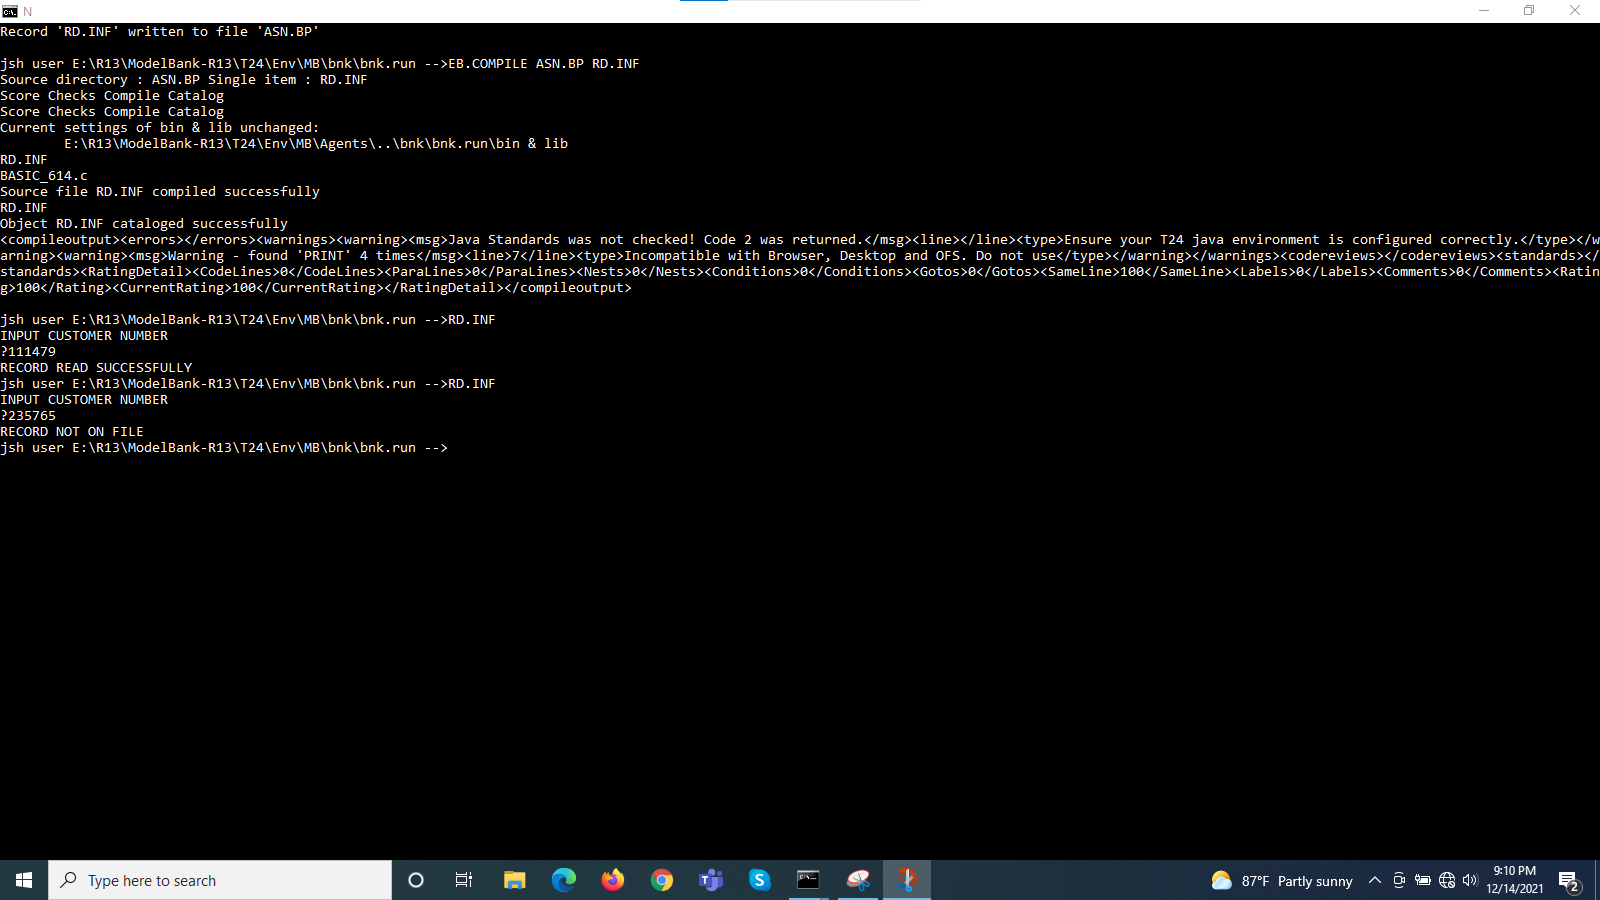 N
Record 'RD.INF' written to file 'ASN.BP'
jsh user E:\R13\ModelBank-R13\T24\Env\MB\bnk\bnk.run -->EB.COMPILE ASN.BP RD.INF
Source directory : ASN.BP Single item : RD.INF
Score Checks Compile Catalog
Score Checks Compile Catalog
Current settings of bin & lib unchanged:
        E:\R13\ModelBank-R13\T24\Env\MB\Agents\..\bnk\bnk.run\bin & lib
RD.INF
BASIC_614.c
Source file RD.INF compiled successfully
RD.INF
Object RD.INF cataloged successfully
<compileoutput><errors></errors><warnings><warning><msg>Java Standards was not checked! Code 2 was returned.</msg><line></line><type>Ensure your T24 java environment is configured correctly.</type></w
arning><warning><msg>Warning - found 'PRINT' 4 times</msg><line>7</line><type>Incompatible with Browser, Desktop and OFS. Do not use</type></warning></warnings><codereviews></codereviews><standards></
standards><RatingDetail><CodeLines>0</CodeLines><ParaLines>0</ParaLines><Nests>0</Nests><Conditions>0</Conditions><Gotos>0</Gotos><SameLine>100</SameLine><Labels>0</Labels><Comments>0</Comments><Ratin
g>100</Rating><CurrentRating>100</CurrentRating></RatingDetail></compileoutput>
jsh user E:\R13\ModelBank-R13\T24\Env\MB\bnk\bnk.run -->RD.INF
INPUT CUSTOMER NUMBER
?111479
RECORD READ SUCCESSFULLY
jsh user E:\R13\ModelBank-R13\T24\Env\MB\bnk\bnk.run -->RD.INF
INPUT CUSTOMER NUMBER
?235765
RECORD NOT ON FILE
jsh user E:\R13\ModelBank-R13\T24\Env\MB\bnk\bnk.run -->
Type here to search
87°F Partly sunny
9:10 PM
12/14/2021
2